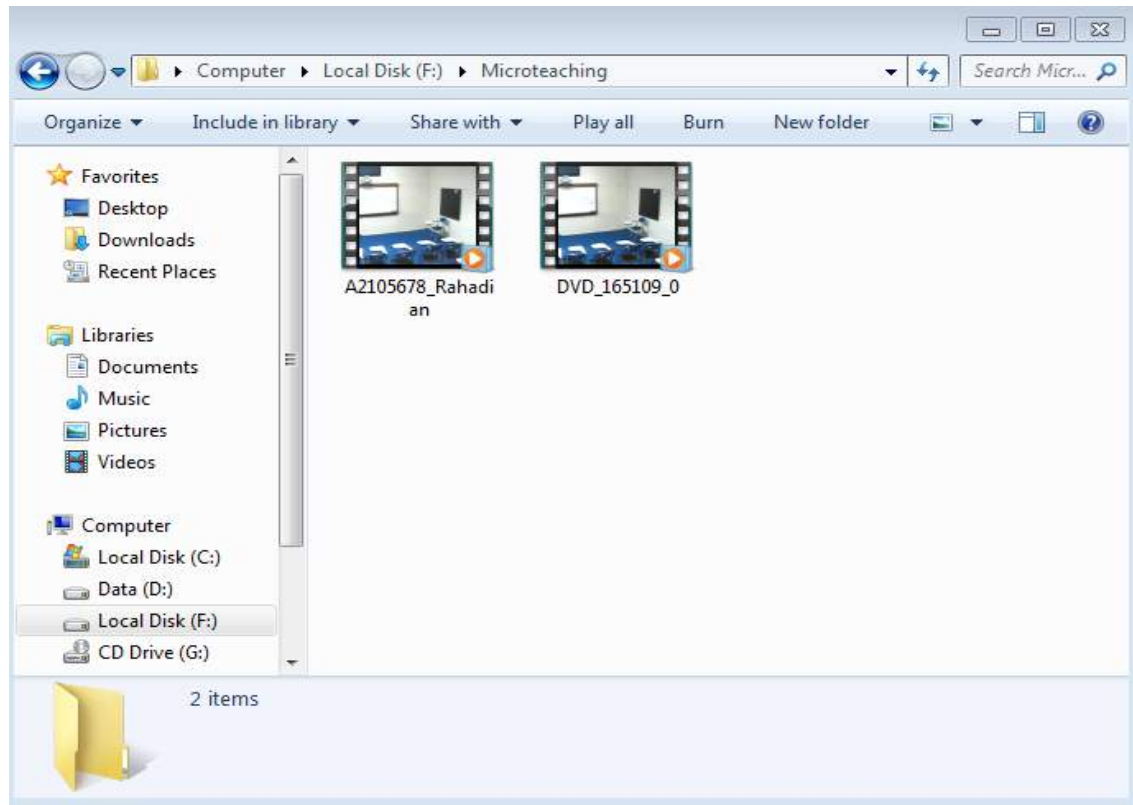 Computer Local Disk (F:) Microteaching
Search Micr...
Organize Include in library Share with Play all Burn New folder
Favorites
Desktop
Downloads
Recent Places
Libraries
Documents
Music
Pictures
Videos
Computer
Local Disk (C:)
Data (D:)
Local Disk (F:)
CD Drive (G:)
A2105678_Rahadi
an
DVD_165109_0
2 items